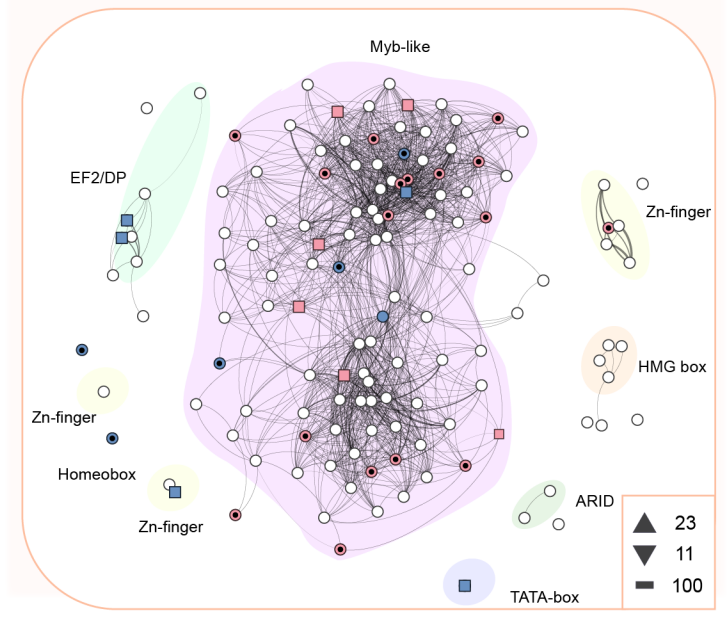 Myb-like
EF2/DP
Zn-finger
HMG box
Zn-finger
Homeobox
Zn-finger
ARID
TATA-box
23
11
100